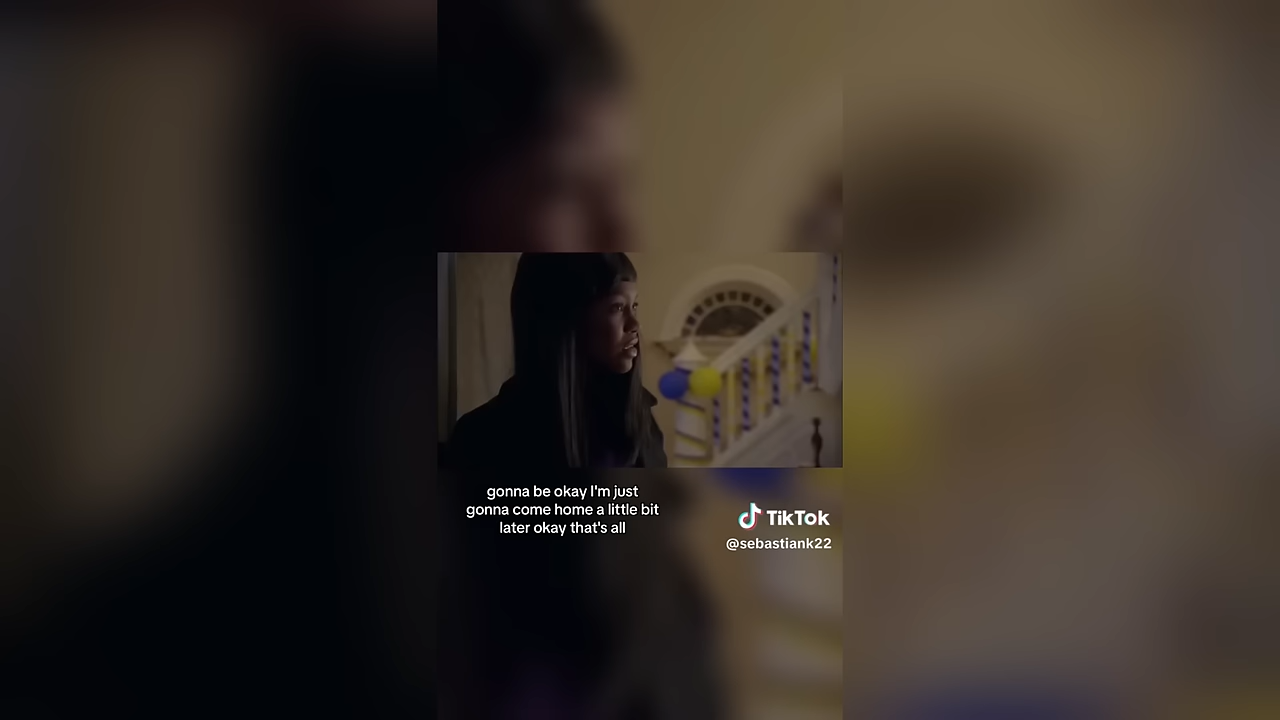 gonna be okay I'm just
gonna come home a little bit
later okay that's all
TikTok
@sebastiank22